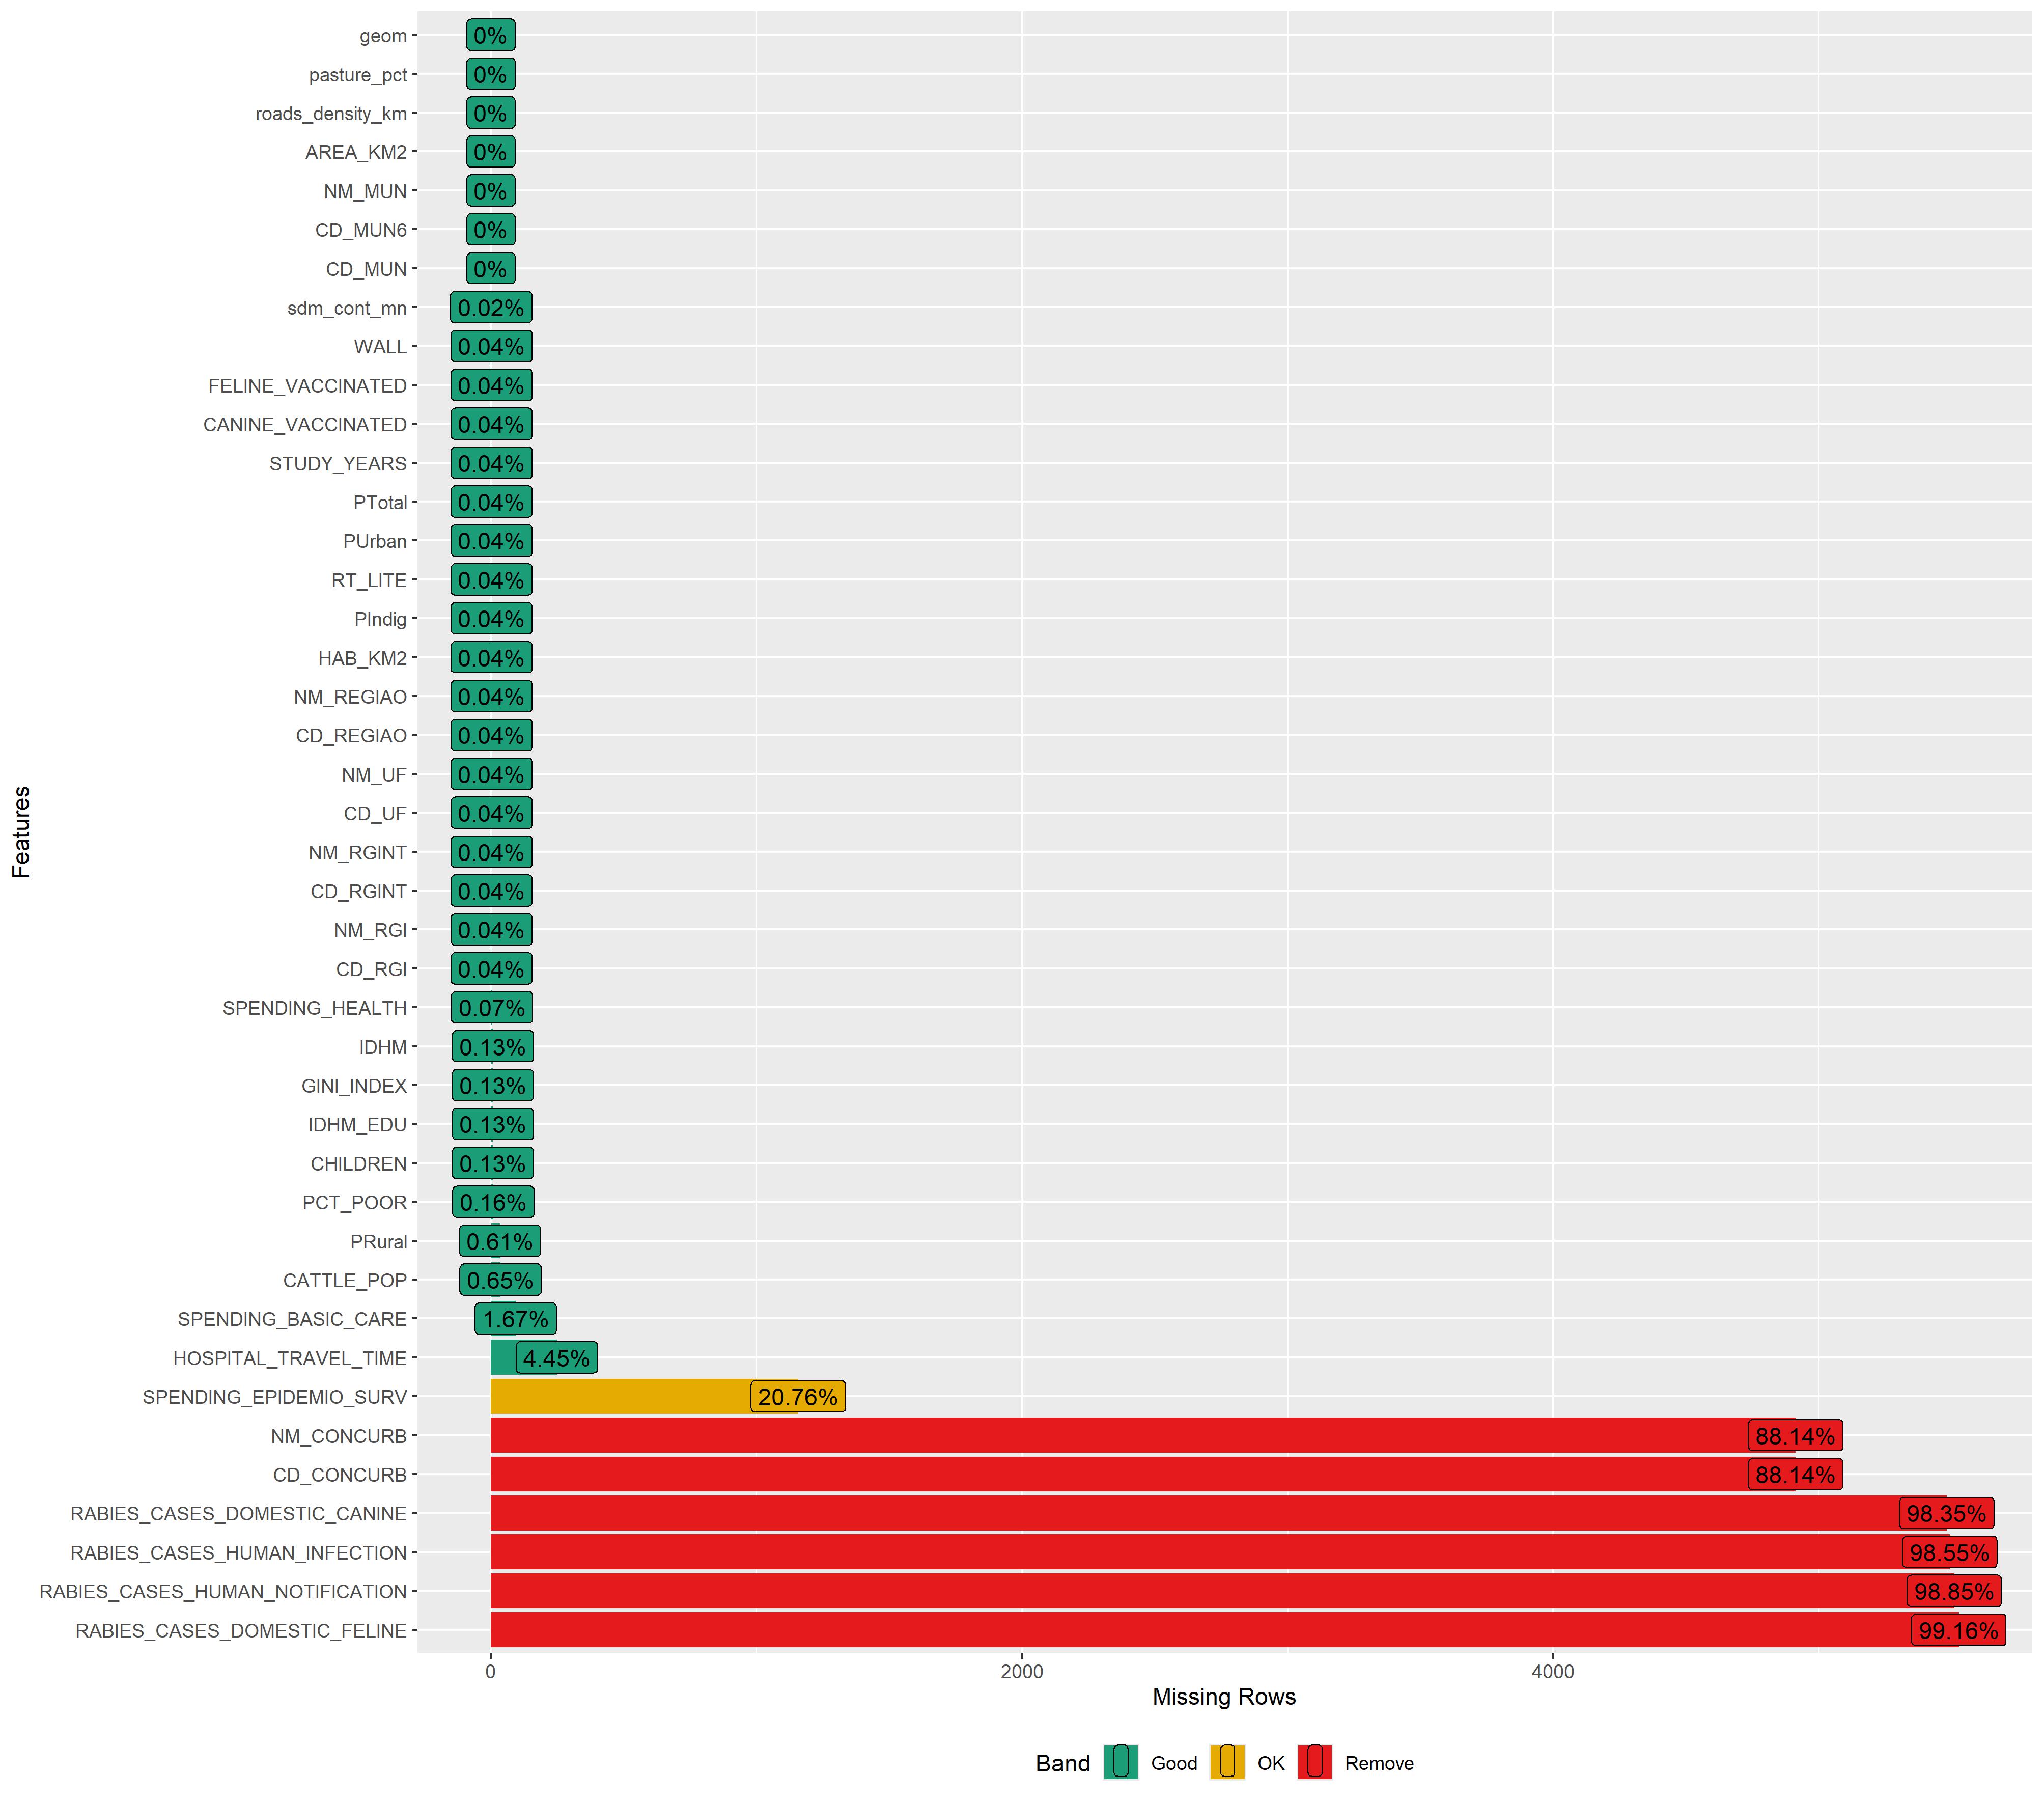 geom 0%
pasture_pct 0%
roads_density_km 0%
AREA_KM2 0%
NM_MUN 0%
CD_MUN6 0%
CD_MUN 0%
sdm_cont_mn 0.02%
WALL 0.04%
FELINE_VACCINATED 0.04%
CANINE_VACCINATED 0.04%
STUDY_YEARS 0.04%
PTotal 0.04%
PUrban 0.04%
RT_LITE 0.04%
PIndig 0.04%
HAB_KM2 0.04%
NM_REGIAO 0.04%
CD_REGIAO 0.04%
NM_UF 0.04%
CD_UF 0.04%
NM_RGINT 0.04%
CD_RGINT 0.04%
NM_RGI 0.04%
CD_RGI 0.04%
SPENDING_HEALTH 0.07%
IDHM 0.13%
GINI_INDEX 0.13%
IDHM_EDU 0.13%
CHILDREN 0.13%
PCT_POOR 0.16%
PRural 0.61%
CATTLE_POP 0.65%
SPENDING_BASIC_CARE 1.67%
HOSPITAL_TRAVEL_TIME 4.45%
SPENDING_EPIDEMIO_SURV 20.76%
NM_CONCURB 88.14%
CD_CONCURB 88.14%
RABIES_CASES_DOMESTIC_CANINE 98.35%
RABIES_CASES_HUMAN_INFECTION 98.55%
RABIES_CASES_HUMAN_NOTIFICATION 98.85%
RABIES_CASES_DOMESTIC_FELINE 99.16%
Features
0 2000 4000
Missing Rows
Band Good OK Remove